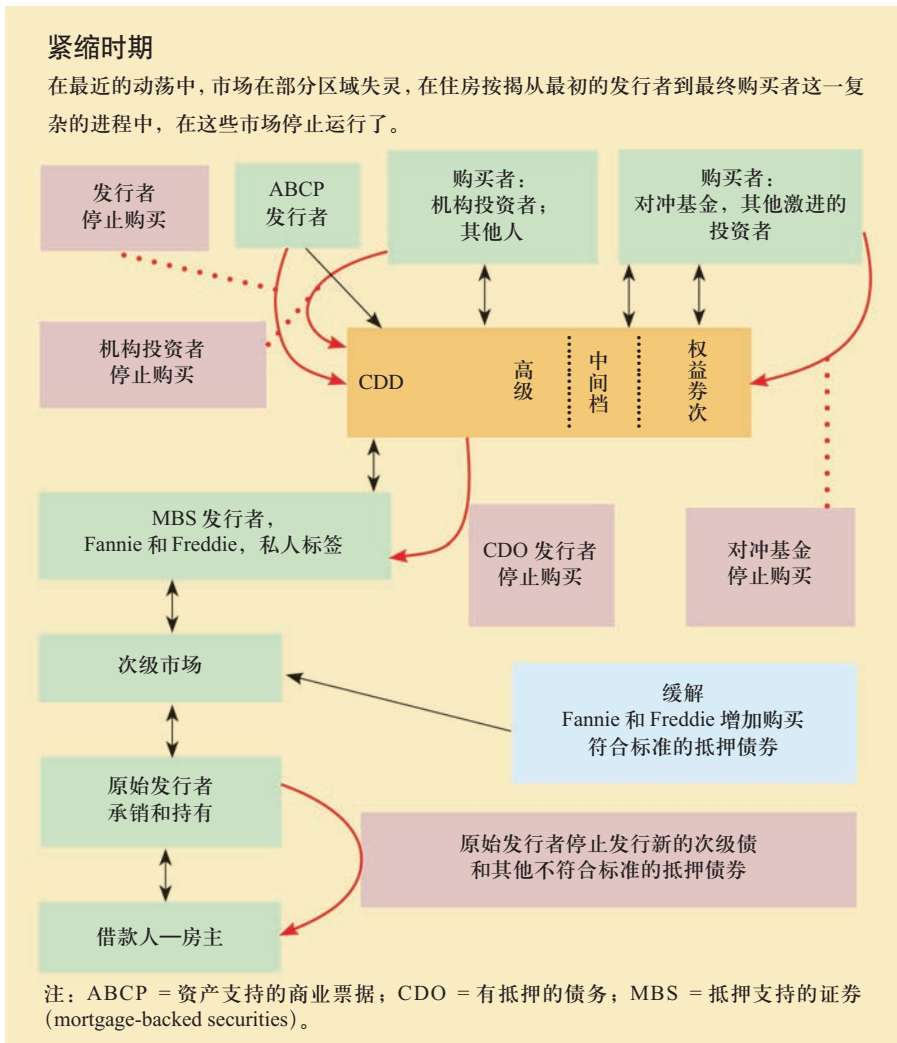 紧缩时期
在最近的动荡中，市场在部分区域失灵，在住房按揭从最初的发行者到最终购买者这一复
杂的进程中，在这些市场停止运行了。
发行者
停止购买
ABCP
发行者
购买者：
机构投资者；
其他人
购买者：
对冲基金，其他激进的
投资者
机构投资者
停止购买
CDD
高级
中间档
权益券次
MBS 发行者，
Fannie 和 Freddie，私人标签
CDO 发行者
停止购买
对冲基金
停止购买
次级市场
缓解
Fannie 和 Freddie 增加购买
符合标准的抵押债券
原始发行者
承销和持有
原始发行者停止发行新的次级债
和其他不符合标准的抵押债券
借款人—房主
注：ABCP = 资产支持的商业票据；CDO = 有抵押的债务；MBS = 抵押支持的证券
(mortgage-backed securities)。